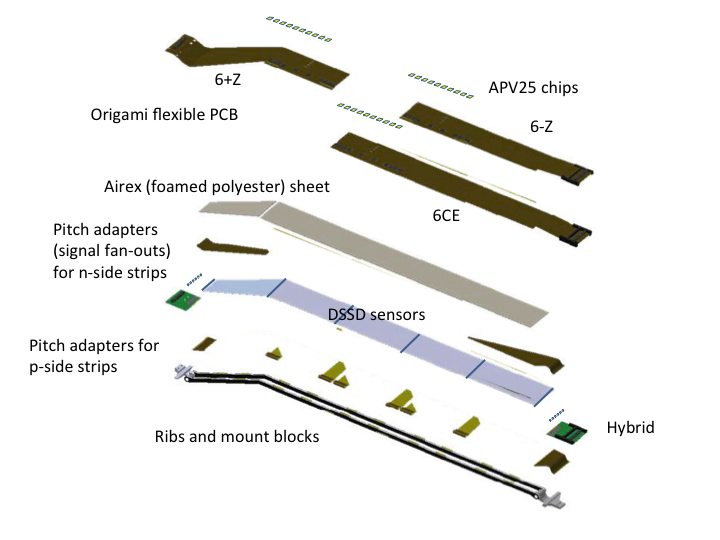 6+Z
APV25 chips
Origami flexible PCB
6-Z
Airex (foamed polyester) sheet
6CE
Pitch adapters
(signal fan-outs)
for n-side strips
DSSD sensors
Pitch adapters for
p-side strips
Hybrid
Ribs and mount blocks